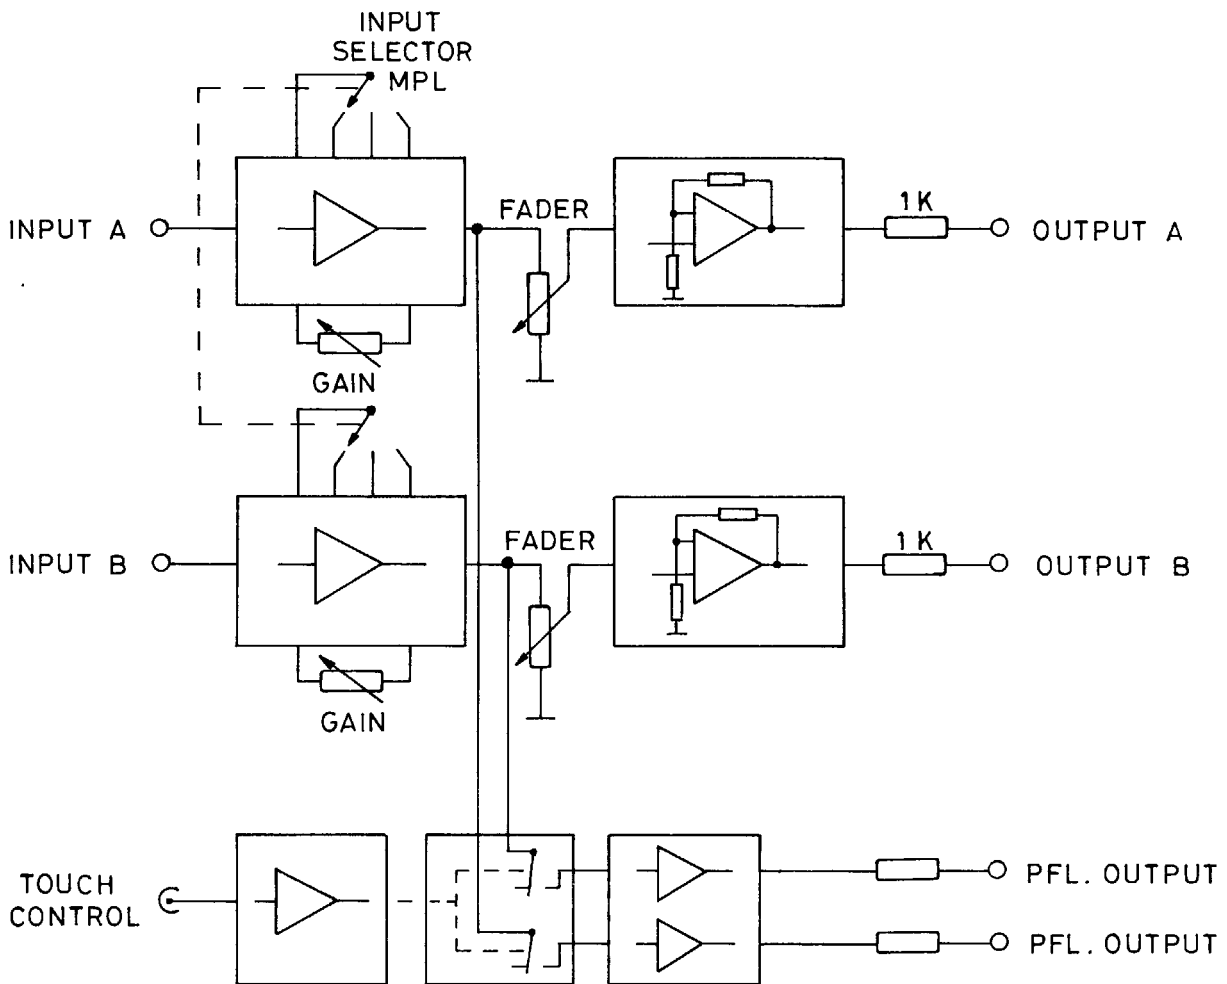 INPUT
SELECTOR
MPL
INPUT A
FADER
1K
OUTPUT A
GAIN
INPUT B
FADER
1K
OUTPUT B
GAIN
TOUCH
CONTROL
PFL. OUTPUT
PFL. OUTPUT